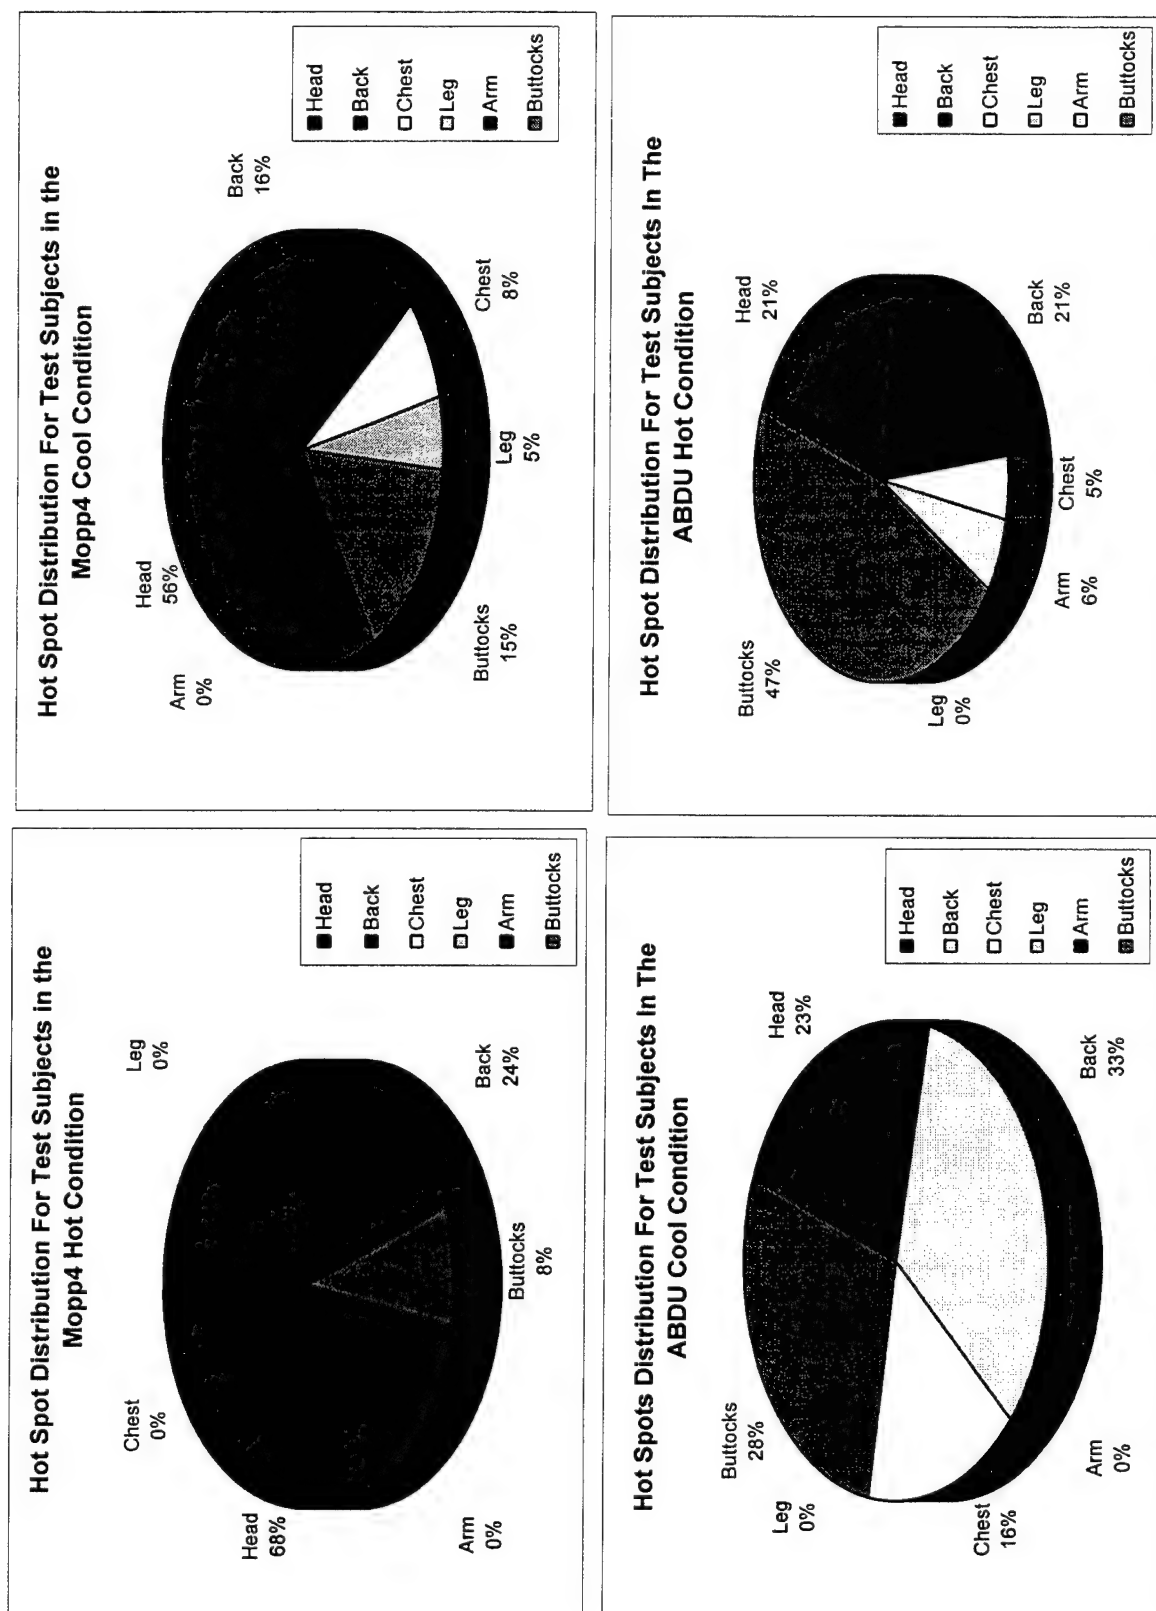 Hot Spot Distribution For Test Subjects in the
Mopp4 Hot Condition
Chest
0%
Leg
0%
Head
68%
Back
24%
Arm
0%
Buttocks
8%
Head
Back
Chest
Leg
Arm
Buttocks
Hot Spot Distribution For Test Subjects in the
Mopp4 Cool Condition
Arm
0%
Head
56%
Back
16%
Chest
8%
Leg
5%
Buttocks
15%
Head
Back
Chest
Leg
Arm
Buttocks
Hot Spots Distribution For Test Subjects In The
ABDU Cool Condition
Buttocks
28%
Head
23%
Leg
0%
Chest
16%
Arm
0%
Back
33%
Head
Back
Chest
Leg
Arm
Buttocks
Hot Spot Distribution For Test Subjects In The
ABDU Hot Condition
Buttocks
47%
Head
21%
Leg
0%
Arm
6%
Chest
5%
Back
21%
Head
Back
Chest
Leg
Arm
Buttocks